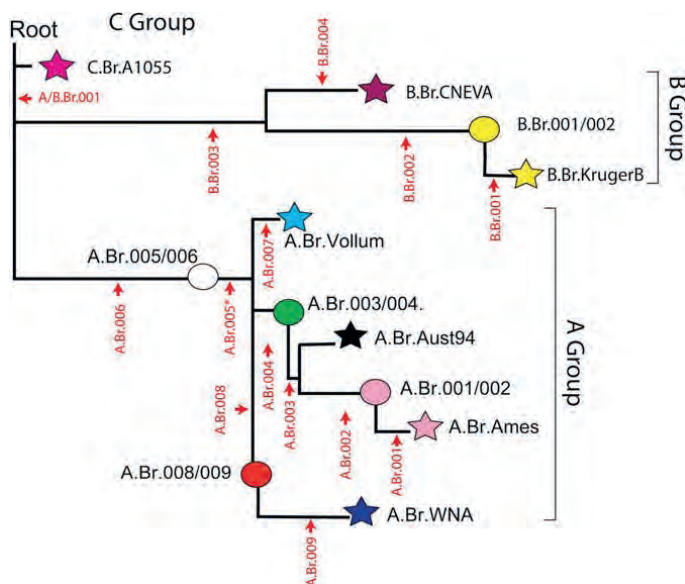 Root
C Group
C.Br.A1055
A/B.Br.001
B.Br.004
B.Br.CNEVA
B.Br.001/002
B.Br.003
B.Br.002
B.Br.KrugerB
B.Br.001
B Group
A.Br.007
A.Br.Vollum
A.Br.005/006
A.Br.006
A.Br.005*
A.Br.003/004.
A.Br.Aust94
A.Br.004
A.Br.003
A.Br.001/002
A.Br.008
A.Br.002
A.Br.Ames
A.Br.001
A Group
A.Br.008/009
A.Br.WNA
A.Br.009